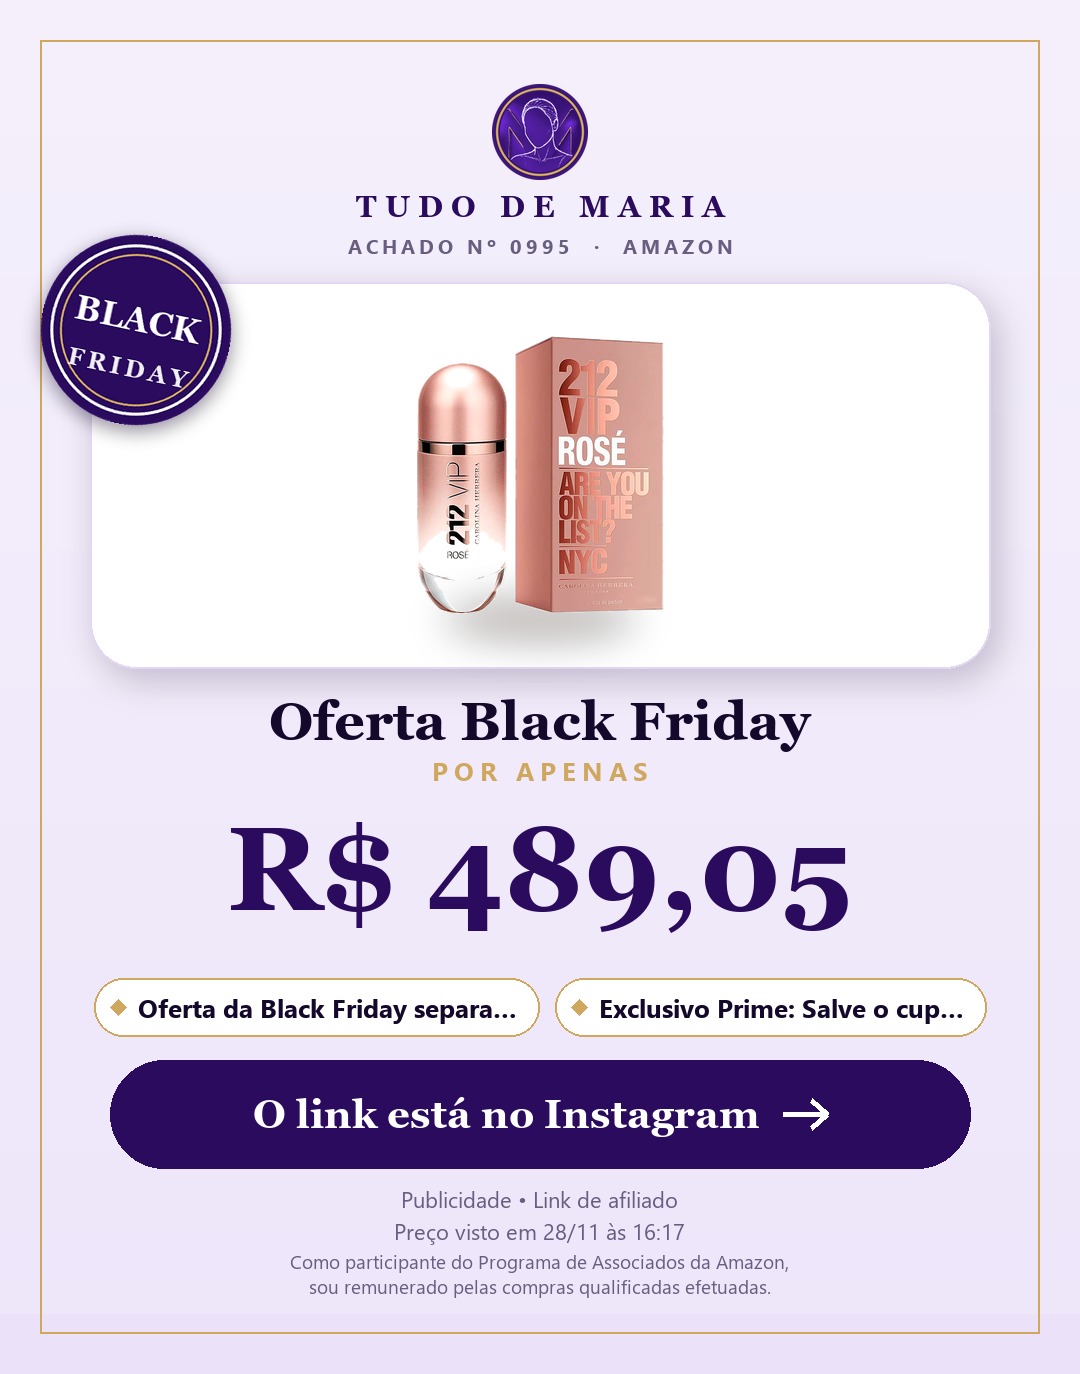 TUDO DE MARIA
ACHADO Nº 0995 · AMAZON
BLACK
FRIDAY
212 VIP
ROSÉ
CAROLINA HERRERA
212
VIP
ROSÉ
ARE YOU
ON THE
LIST?
NYC
CAROLINA HERRERA
Oferta Black Friday
POR APENAS
R$ 489,05
Oferta da Black Friday separa...
Exclusivo Prime: Salve o cup...
O link está no Instagram →
Publicidade • Link de afiliado
Preço visto em 28/11 às 16:17
Como participante do Programa de Associados da Amazon,
sou remunerado pelas compras qualificadas efetuadas.